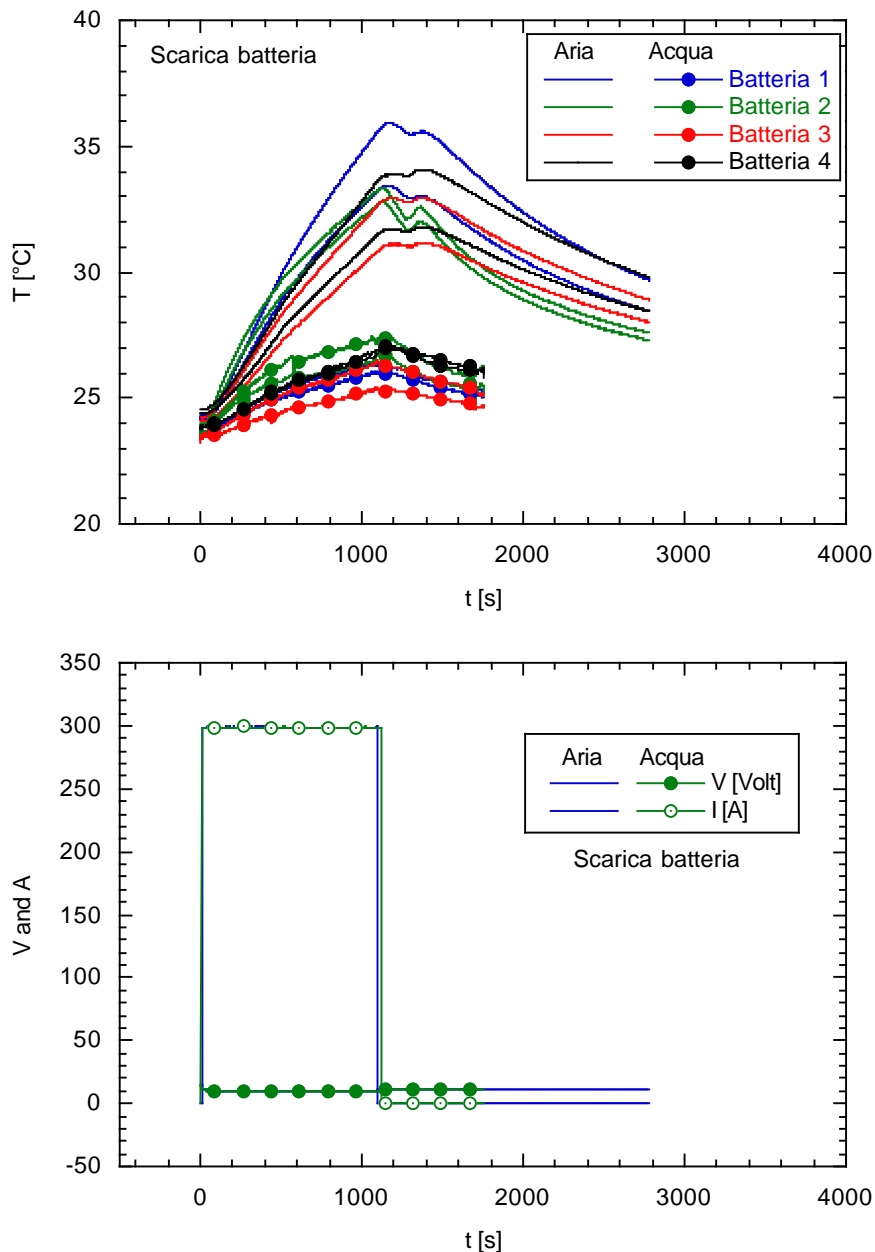 40
Scarica batteria
Aria Acqua
Batteria 1
Batteria 2
Batteria 3
Batteria 4
35
30
25
20
T [°C]
0 1000 2000 3000 4000
t [s]
350
300
250
200
150
100
50
0
-50
V and A
Aria Acqua
V [Volt]
I [A]
Scarica batteria
0 1000 2000 3000 4000
t [s]